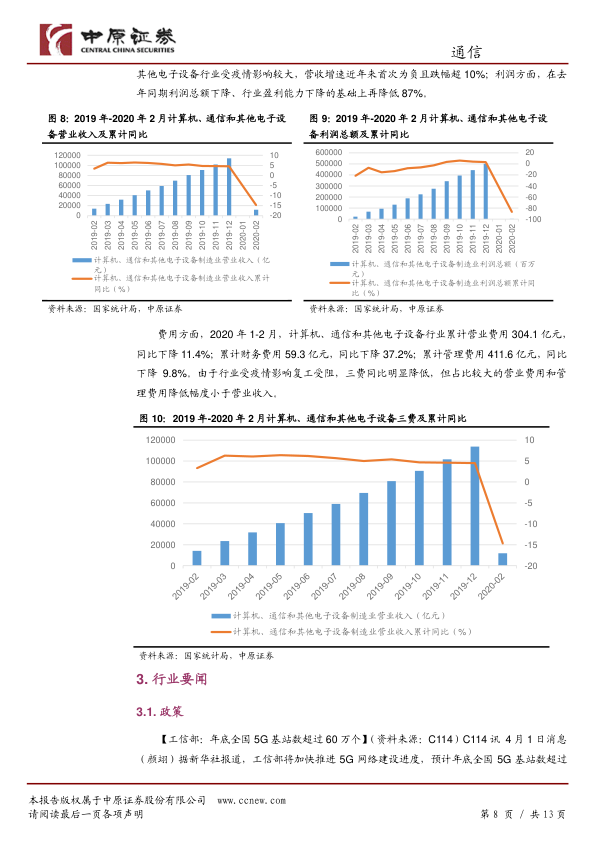 中原证券
CENTRAL CHINA SECURITIES
通信
其他电子设备行业受疫情影响较大，营收增速近年来首次为负且跌幅超 10%；利润方面，在去
年同期利润总额下降、行业盈利能力下降的基础上再降低 87%。
图 8：2019 年-2020 年 2 月计算机、通信和其他电子设
备营业收入及累计同比
120000
100000
80000
60000
40000
20000
0
10
5
0
-5
-10
-15
-20
2019-02
2019-03
2019-04
2019-05
2019-06
2019-07
2019-08
2019-09
2019-10
2019-11
2019-12
2020-01
2020-02
计算机、通信和其他电子设备制造业营业收入（亿
元）
计算机、通信和其他电子设备制造业营业收入累计
同比（%）
资料来源：国家统计局，中原证券
图 9：2019 年-2020 年 2 月计算机、通信和其他电子设
备利润总额及累计同比
600000
500000
400000
300000
200000
100000
0
20
0
-20
-40
-60
-80
-100
2019-02
2019-03
2019-04
2019-05
2019-06
2019-07
2019-08
2019-09
2019-10
2019-11
2019-12
2020-01
2020-02
计算机、通信和其他电子设备制造业利润总额（百万
元）
计算机、通信和其他电子设备制造业利润总额累计同
比（%）
资料来源：国家统计局，中原证券
费用方面，2020 年 1-2 月，计算机、通信和其他电子设备行业累计营业费用 304.1 亿元，
同比下降 11.4%；累计财务费用 59.3 亿元，同比下降 37.2%；累计管理费用 411.6 亿元，同比
下降 9.8%。由于行业受疫情影响复工受阻，三费同比明显降低，但占比较大的营业费用和管
理费用降低幅度小于营业收入。
图 10：2019 年-2020 年 2 月计算机、通信和其他电子设备三费及累计同比
120000
100000
80000
60000
40000
20000
0
10
5
0
-5
-10
-15
-20
2019-02
2019-03
2019-04
2019-05
2019-06
2019-07
2019-08
2019-09
2019-10
2019-11
2019-12
2020-02
计算机、通信和其他电子设备制造业营业收入（亿元）
计算机、通信和其他电子设备制造业营业收入累计同比（%）
资料来源：国家统计局，中原证券
3. 行业要闻
3.1. 政策
【工信部：年底全国 5G 基站数超过 60 万个】（资料来源：C114）C114 讯 4 月 1 日消息
（颜翊）据新华社报道，工信部将加快推进 5G 网络建设进度，预计年底全国 5G 基站数超过
本报告版权属于中原证券股份有限公司 www.ccnew.com
请阅读最后一页各项声明
第 8 页 / 共 13 页